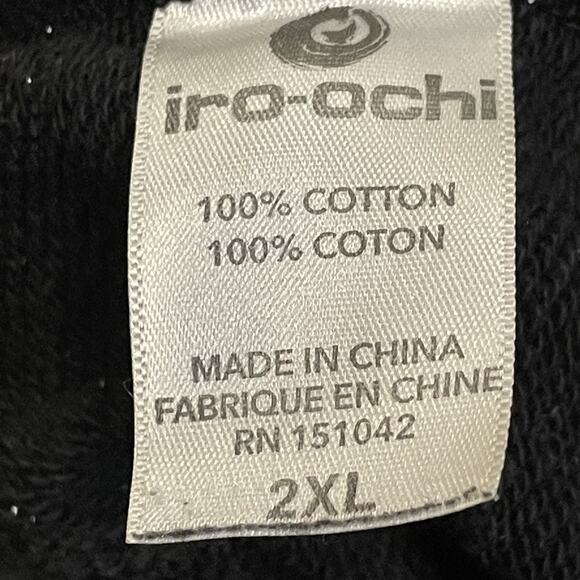 iro-ochi
100% COTTON
100% COTON
MADE IN CHINA
FABRIQUE EN CHINE
RN 151042
2XL